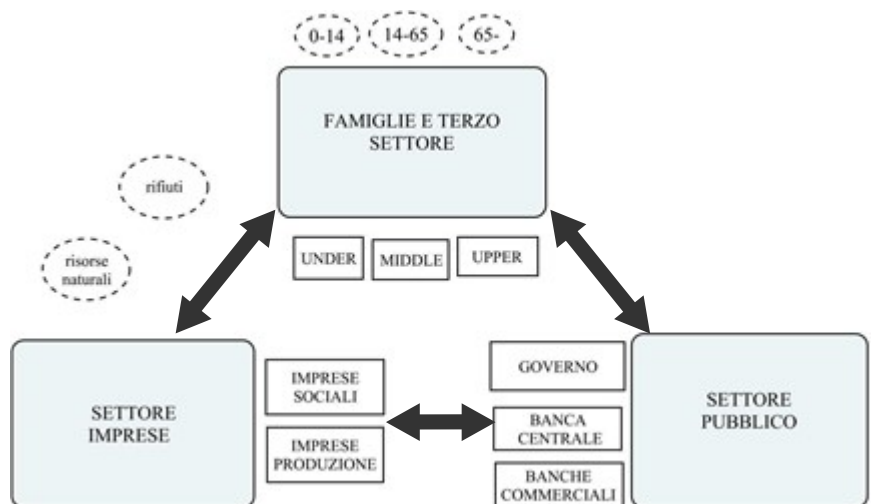 0-14
14-65
65-
FAMIGLIE E TERZO
SETTORE
rifiuti
risorse
naturali
UNDER
MIDDLE
UPPER
SETTORE
IMPRESE
IMPRESE
SOCIALI
IMPRESE
PRODUZIONE
GOVERNO
BANCA
CENTRALE
BANCHE
COMMERCIALI
SETTORE
PUBBLICO